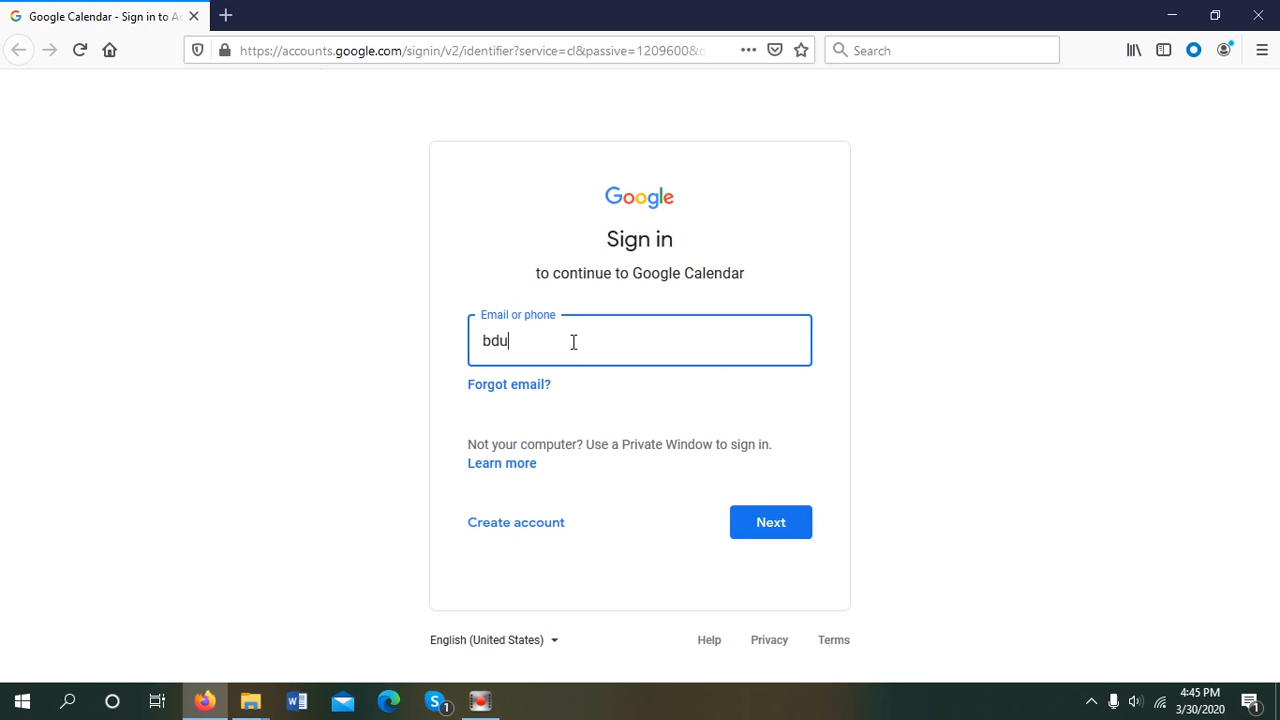 Google Calendar - Sign in to Ac
https://accounts.google.com/signin/v2/identifier?service=cl&passive=1209600&
Search
Google
Sign in
to continue to Google Calendar
Email or phone
bdu
Forgot email?
Not your computer? Use a Private Window to sign in.
Learn more
Create account
Next
English (United States)
Help
Privacy
Terms
4:45 PM
3/30/2020
1
1